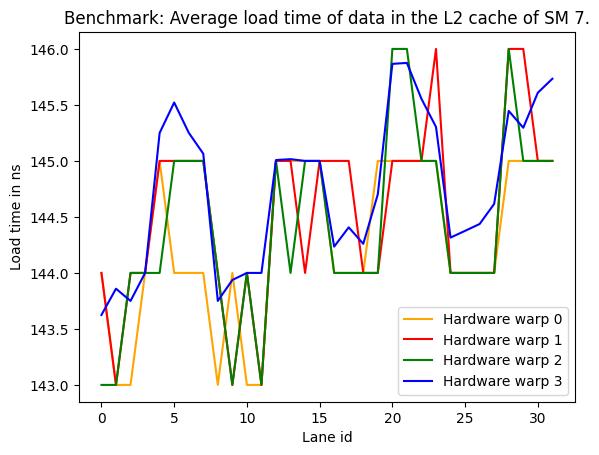 Benchmark: Average load time of data in the L2 cache of SM 7.
146.0
145.5
145.0
144.5
144.0
143.5
143.0
Load time in ns
Hardware warp 0
Hardware warp 1
Hardware warp 2
Hardware warp 3
0 5 10 15 20 25 30
Lane id